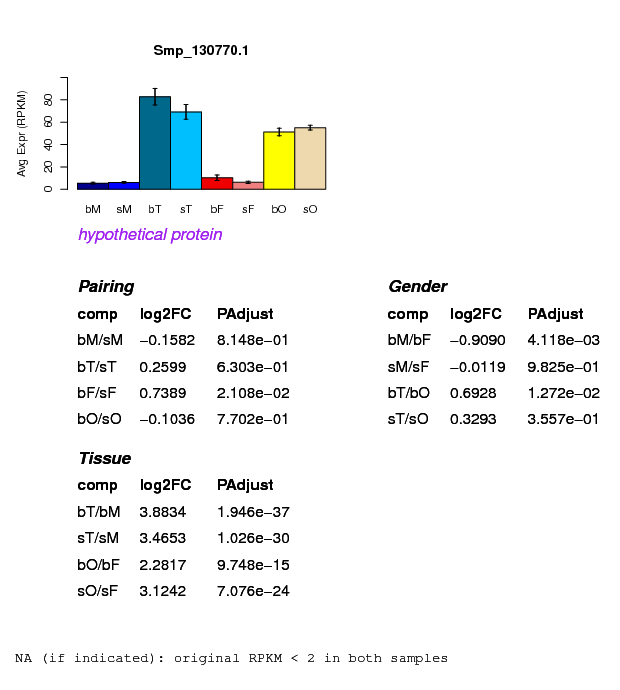 Smp_130770.1
Avg Expr (RPKM)
0 20 40 60 80
bM sM bT sT bF sF bO sO
hypothetical protein
Pairing
comp log2FC PAdjust
bM/sM −0.1582 8.148e−01
bT/sT 0.2599 6.303e−01
bF/sF 0.7389 2.108e−02
bO/sO −0.1036 7.702e−01
Gender
comp log2FC PAdjust
bM/bF −0.9090 4.118e−03
sM/sF −0.0119 9.825e−01
bT/bO 0.6928 1.272e−02
sT/sO 0.3293 3.557e−01
Tissue
comp log2FC PAdjust
bT/bM 3.8834 1.946e−37
sT/sM 3.4653 1.026e−30
bO/bF 2.2817 9.748e−15
sO/sF 3.1242 7.076e−24
NA (if indicated): original RPKM < 2 in both samples